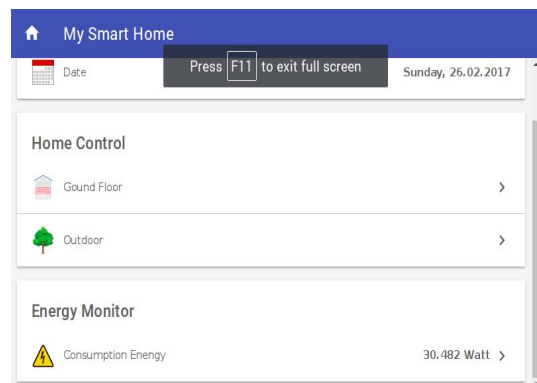 My Smart Home
Press F11 to exit full screen
Date Sunday, 26.02.2017
Home Control
Gound Floor
Outdoor
Energy Monitor
Consumption Energy 30.482 Watt